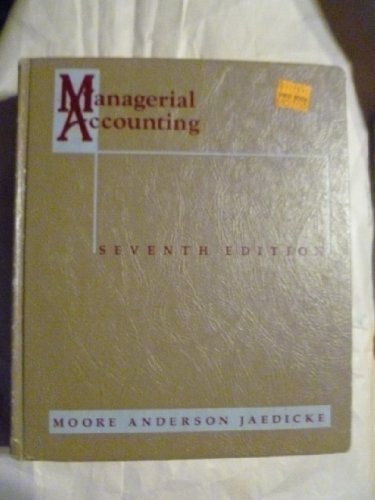 Managerial
Accounting
SEVENTH EDITION
MOORE ANDERSON JAEDICKE